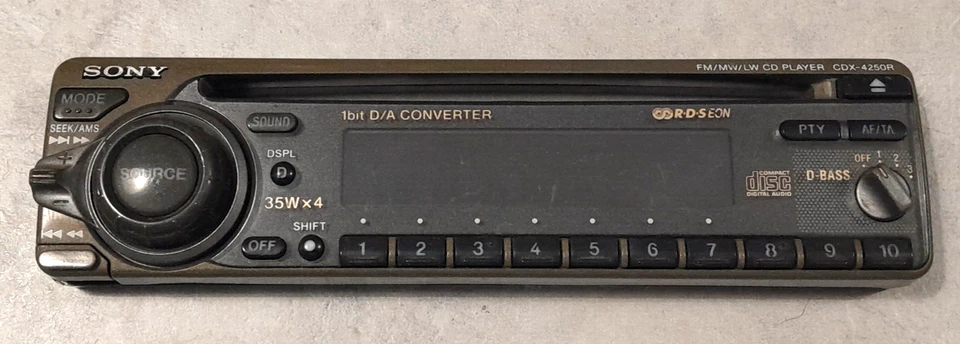 SONY
FM/MW/LW CD PLAYER CDX-4250R
MODE
SEEK/AMS
+
SOURCE
SOUND
1bit D/A CONVERTER
R·D·S EON
PTY
AF/TA
DSPL
D
35W×4
SHIFT
OFF
COMPACT
disc
DIGITAL AUDIO
D-BASS
OFF 1 2 3
1 2 3 4 5 6 7 8 9 10